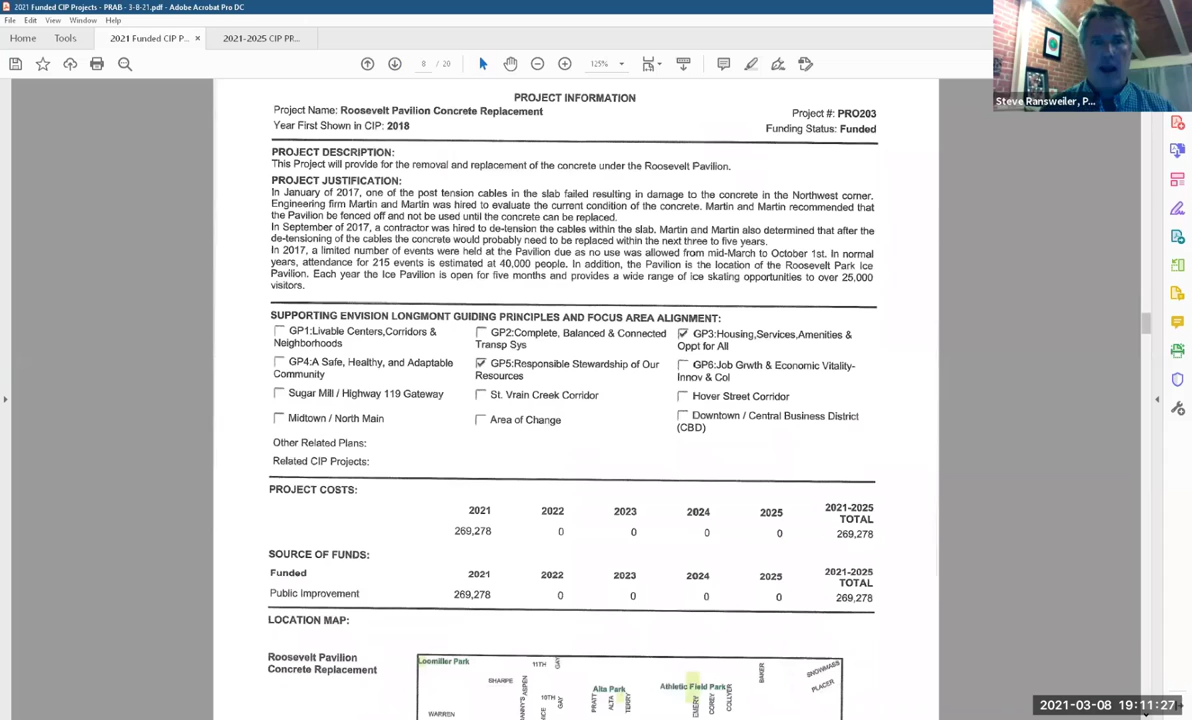 2021 Funded CIP Projects - PRAB - 3-8-21.pdf - Adobe Acrobat Pro DC
File Edit View Window Help
Home Tools 2021 Funded CIP P... × 2021-2025 CIP PR...
8 / 20 125%
Steve Ransweiler, P...
PROJECT INFORMATION
Project Name: Roosevelt Pavilion Concrete Replacement Project #: PRO203
Year First Shown in CIP: 2018 Funding Status: Funded
PROJECT DESCRIPTION:
This Project will provide for the removal and replacement of the concrete under the Roosevelt Pavilion.
PROJECT JUSTIFICATION:
In January of 2017, one of the post tension cables in the slab failed resulting in damage to the concrete in the Northwest corner.
Engineering firm Martin and Martin was hired to evaluate the current condition of the concrete. Martin and Martin recommended that
the Pavilion be fenced off and not be used until the concrete can be replaced.
In September of 2017, a contractor was hired to de-tension the cables within the slab. Martin and Martin also determined that after the
de-tensioning of the cables the concrete would probably need to be replaced within the next three to five years.
In 2017, a limited number of events were held at the Pavilion due as no use was allowed from mid-March to October 1st. In normal
years, attendance for 215 events is estimated at 40,000 people. In addition, the Pavilion is the location of the Roosevelt Park Ice
Pavilion. Each year the Ice Pavilion is open for five months and provides a wide range of ice skating opportunities to over 25,000
visitors.
SUPPORTING ENVISION LONGMONT GUIDING PRINCIPLES AND FOCUS AREA ALIGNMENT:
GP1:Livable Centers,Corridors & GP2:Complete, Balanced & Connected GP3:Housing,Services,Amenities &
Neighborhoods Transp Sys Oppt for All
GP4:A Safe, Healthy, and Adaptable GP5:Responsible Stewardship of Our GP6:Job Grwth & Economic Vitality-
Community Resources Innov & Col
Sugar Mill / Highway 119 Gateway St. Vrain Creek Corridor Hover Street Corridor
Midtown / North Main Area of Change Downtown / Central Business District
(CBD)
Other Related Plans:
Related CIP Projects:
PROJECT COSTS:
2021 2022 2023 2024 2025 2021-2025
TOTAL
269,278 0 0 0 0 269,278
SOURCE OF FUNDS:
Funded 2021 2022 2023 2024 2025 2021-2025
TOTAL
Public Improvement 269,278 0 0 0 0 269,278
LOCATION MAP:
Roosevelt Pavilion
Concrete Replacement
Loomiller Park 11TH GAY BAKER SNOWMASS
SHARPE ASPEN Alta Park Athletic Field Park PLACER
10TH GAY PRATT ALTA TERRY EMERY COREY COLLYER
WARREN
2021-03-08 19:11:27